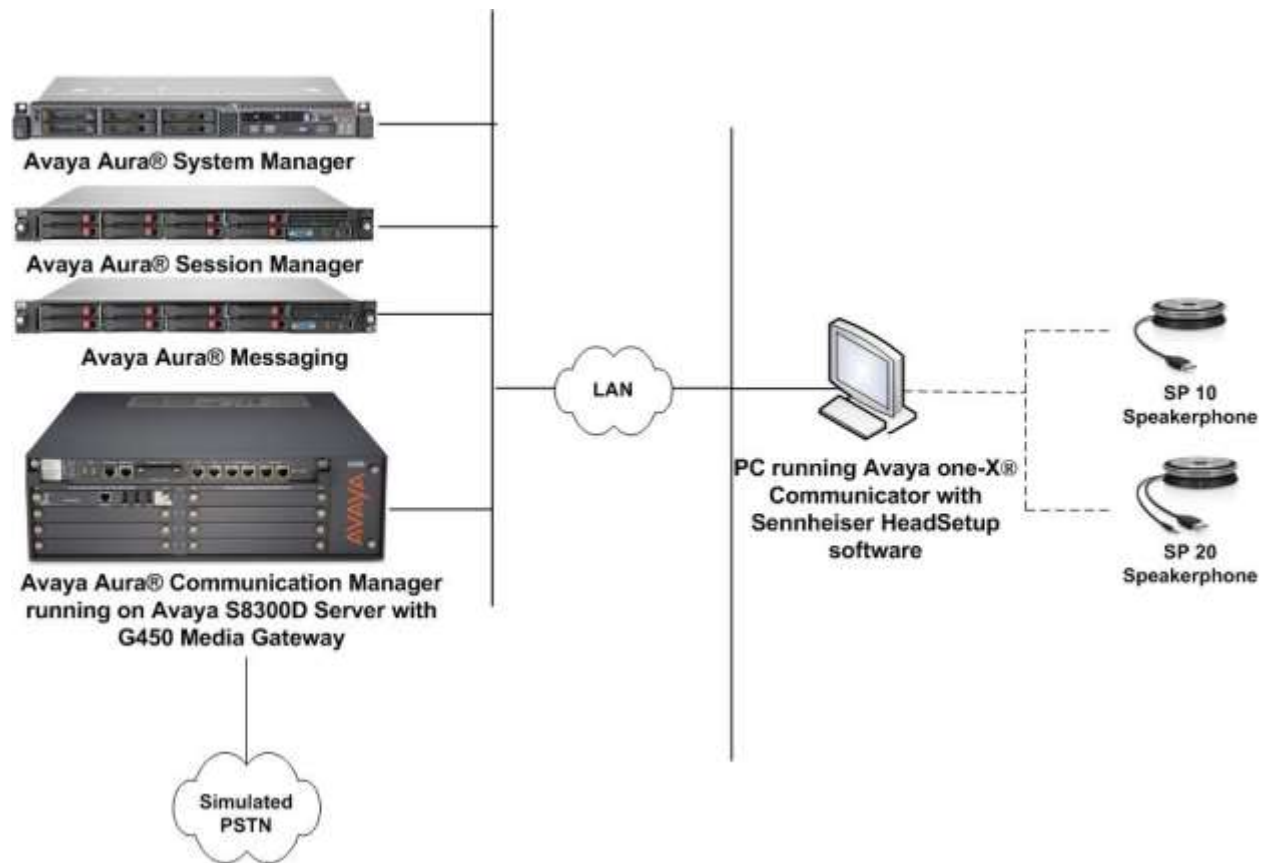 Avaya Aura® System Manager
Avaya Aura® Session Manager
Avaya Aura® Messaging
AVAYA
Avaya Aura® Communication Manager
running on Avaya S8300D Server with
G450 Media Gateway
Simulated
PSTN
LAN
PC running Avaya one-X®
Communicator with
Sennheiser HeadSetup
software
SP 10
Speakerphone
SP 20
Speakerphone